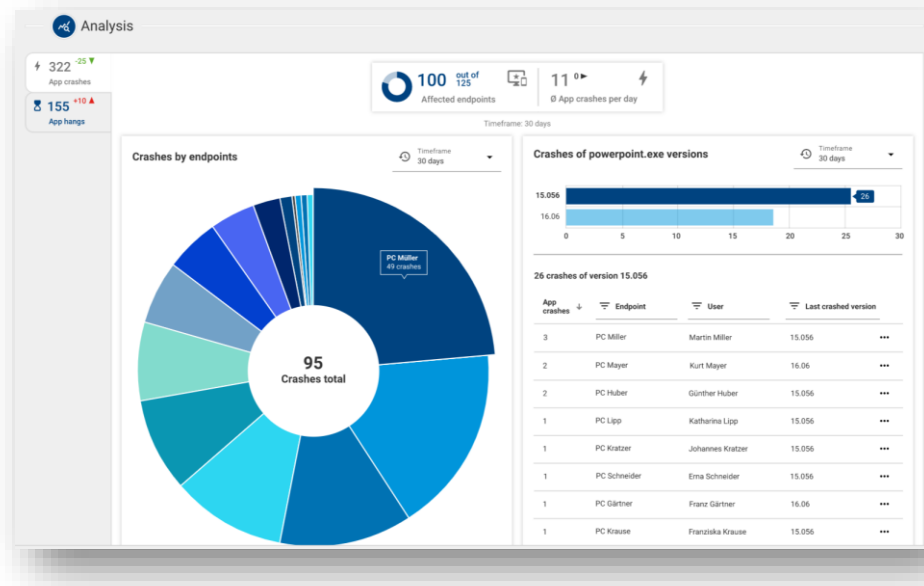 Analysis
322 -25 ▼
App crashes
155 +10 ▲
App hangs
100 out of 125
Affected endpoints
11 0 ►
Ø App crashes per day
Timeframe: 30 days
Crashes by endpoints
Timeframe
30 days
PC Müller
49 crashes
95
Crashes total
Crashes of powerpoint.exe versions
Timeframe
30 days
15.056
26
16.06
0 5 10 15 20 25 30
26 crashes of version 15.056
App crashes ↓ Endpoint User Last crashed version
3 PC Miller Martin Miller 15.056 •••
2 PC Mayer Kurt Mayer 16.06 •••
2 PC Huber Günther Huber 15.056 •••
1 PC Lipp Katharina Lipp 15.056 •••
1 PC Kratzer Johannes Kratzer 15.056 •••
1 PC Schneider Erna Schneider 15.056 •••
1 PC Gärtner Franz Gärtner 16.06 •••
1 PC Krause Franziska Krause 15.056 •••